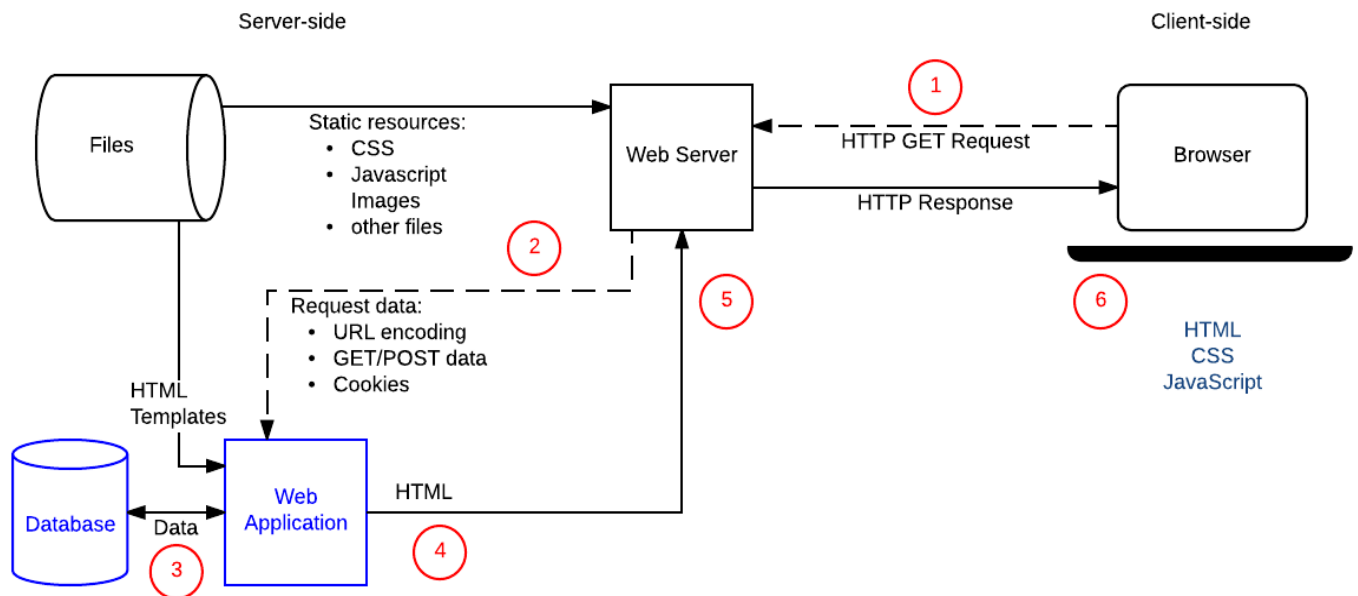 Server-side
Client-side
Files
Static resources:
• CSS
• Javascript
Images
• other files
Web Server
1
HTTP GET Request
HTTP Response
Browser
2
Request data:
• URL encoding
• GET/POST data
• Cookies
5
6
HTML
CSS
JavaScript
HTML
Templates
Database
Data
3
Web
Application
HTML
4